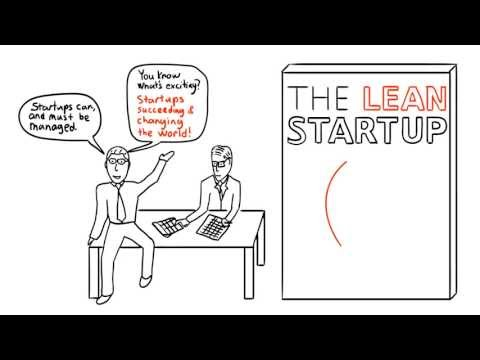 Startups can,
and must be
managed.
You know
what's exciting?
Startups
succeeding &
changing
the world!
THE LEAN
STARTUP